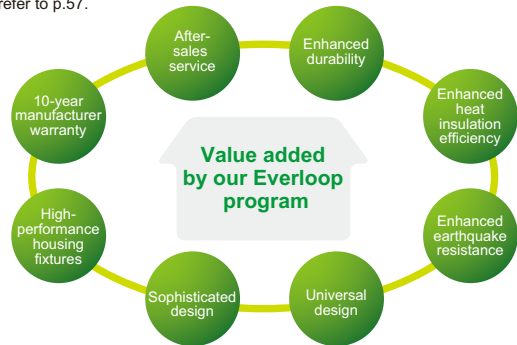 refer to p.57.
After-
sales
service
Enhanced
durability
10-year
manufacturer
warranty
Enhanced
heat
insulation
efficiency
Value added
by our Everloop
program
High-
performance
housing
fixtures
Enhanced
earthquake
resistance
Sophisticated
design
Universal
design